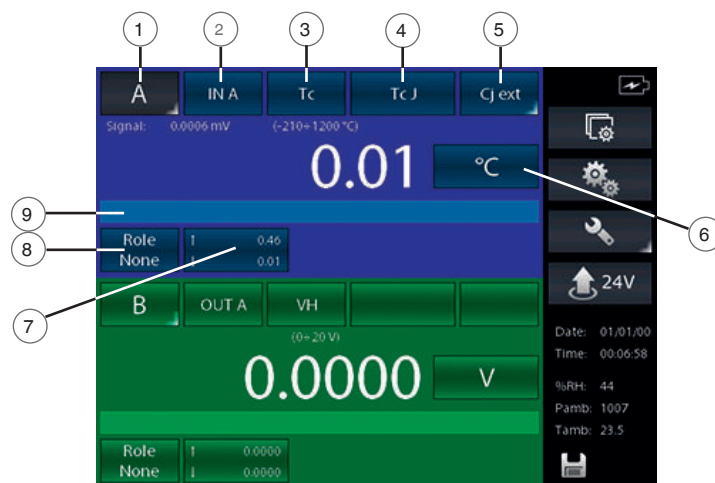 1 2 3 4 5
A IN A Tc Tc J Cj ext
Signal: 0.0006 mV (-210÷1200 °C)
0.01 °C
9
6
8
Role None
↑ 0.46
↓ 0.01
7
B OUT A VH
(0÷20 V)
0.0000 V
Role None
↑ 0.0000
↓ 0.0000
24V
Date: 01/01/00
Time: 00:06:58
%RH: 44
Pamb: 1007
Tamb: 23.5